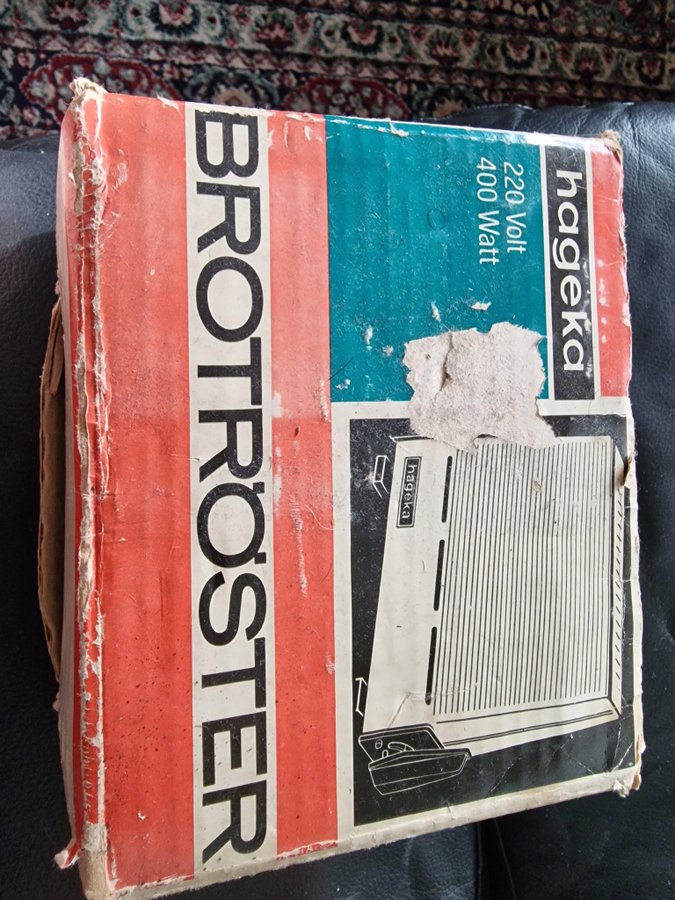 hageka
220 Volt
400 Watt
hageka
BROTRÖSTER